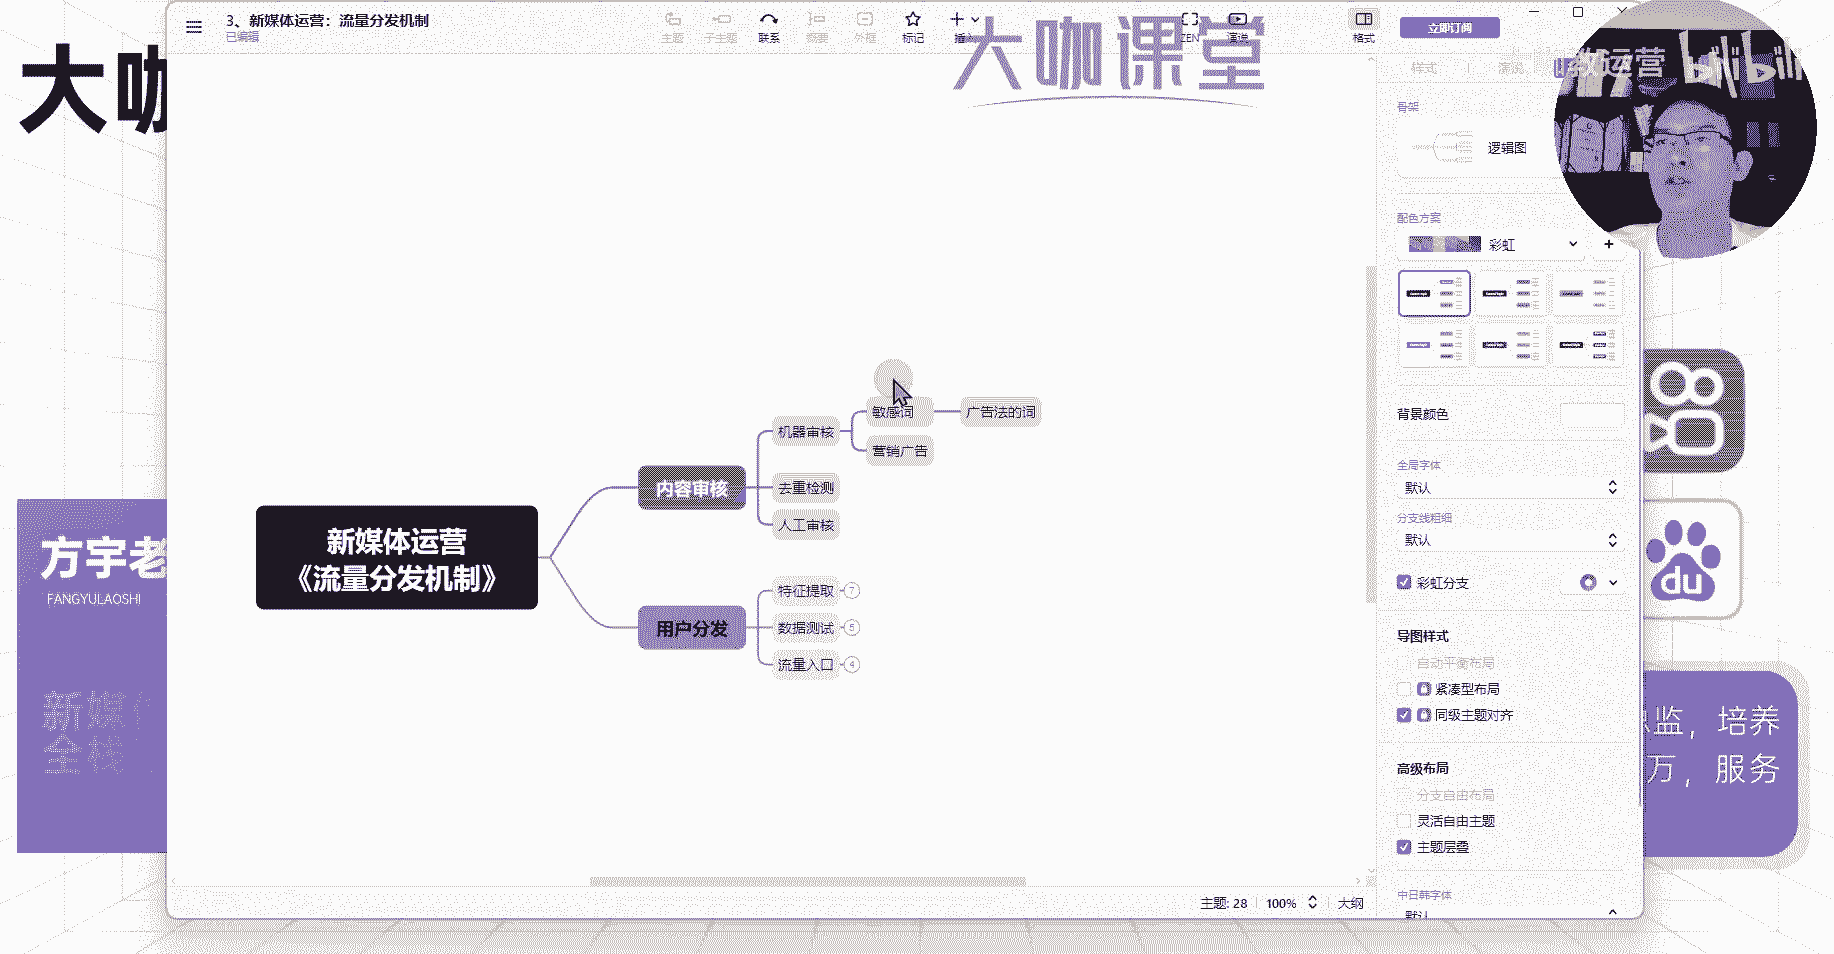 3、新媒体运营：流量分发机制
已编辑
主题
子主题
联系
概要
外框
标记
插入
ZEN
演说
格式
立即订阅
大咖课堂
教运营 bilibili
大咖
样式
演说
骨架
逻辑图
配色方案
彩虹
背景颜色
全局字体
默认
分支线粗细
默认
彩虹分支
导图样式
自动平衡布局
紧凑型布局
同级主题对齐
高级布局
分支自由布局
灵活自由主题
主题层叠
中日韩字体
默认
新媒体运营
《流量分发机制》
内容审核
机器审核
敏感词
广告法的词
营销广告
去重检测
人工审核
用户分发
特征提取 7
数据测试 5
流量入口 4
方宇老
FANGYULAOSHI
新媒体
全栈
du
监，培养
万，服务
主题: 28
100%
大纲